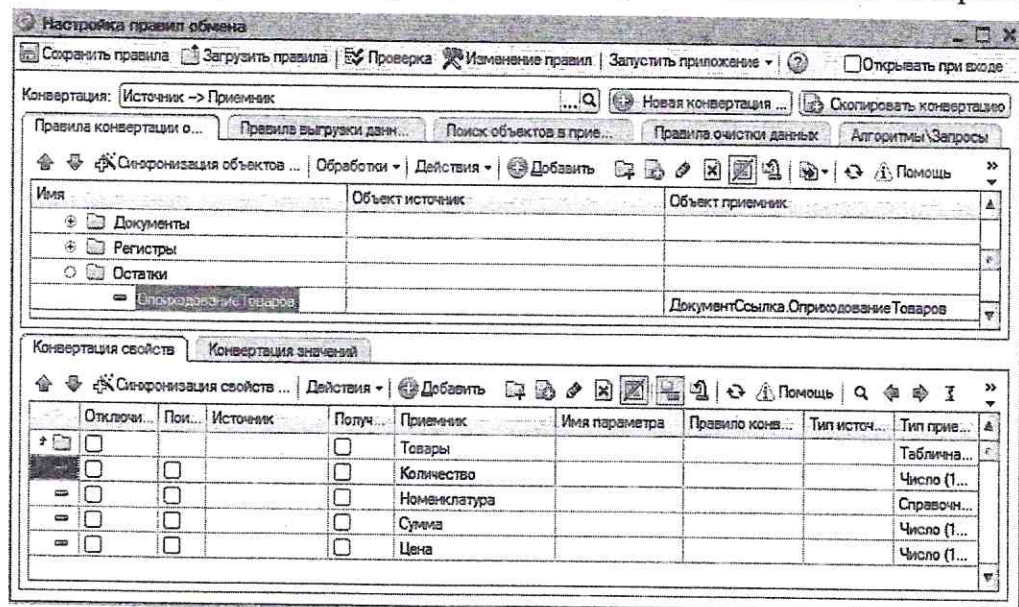 Настройка правил обмена
Сохранить правила Загрузить правила Проверка Изменение правил Запустить приложение Открывать при входе
Конвертация: Источник -> Приемник ... Новая конвертация ... Скопировать конвертацию
Правила конвертации о... Правила выгрузки данн... Поиск объектов в прие... Правила очистки данных Алгоритмы\Запросы
Синхронизация объектов ... Обработки Действия Добавить Помощь
Имя Объект источник Объект приемник
Документы
Регистры
Остатки
ОприходованиеТоваров ДокументСсылка.ОприходованиеТоваров
Конвертация свойств Конвертация значений
Синхронизация свойств ... Действия Добавить Помощь
Отключи... Пои... Источник Получ... Приемник Имя параметра Правило конв... Тип источ... Тип прие...
Товары Таблична...
Количество Число (1...
Номенклатура Справочн...
Сумма Число (1...
Цена Число (1...